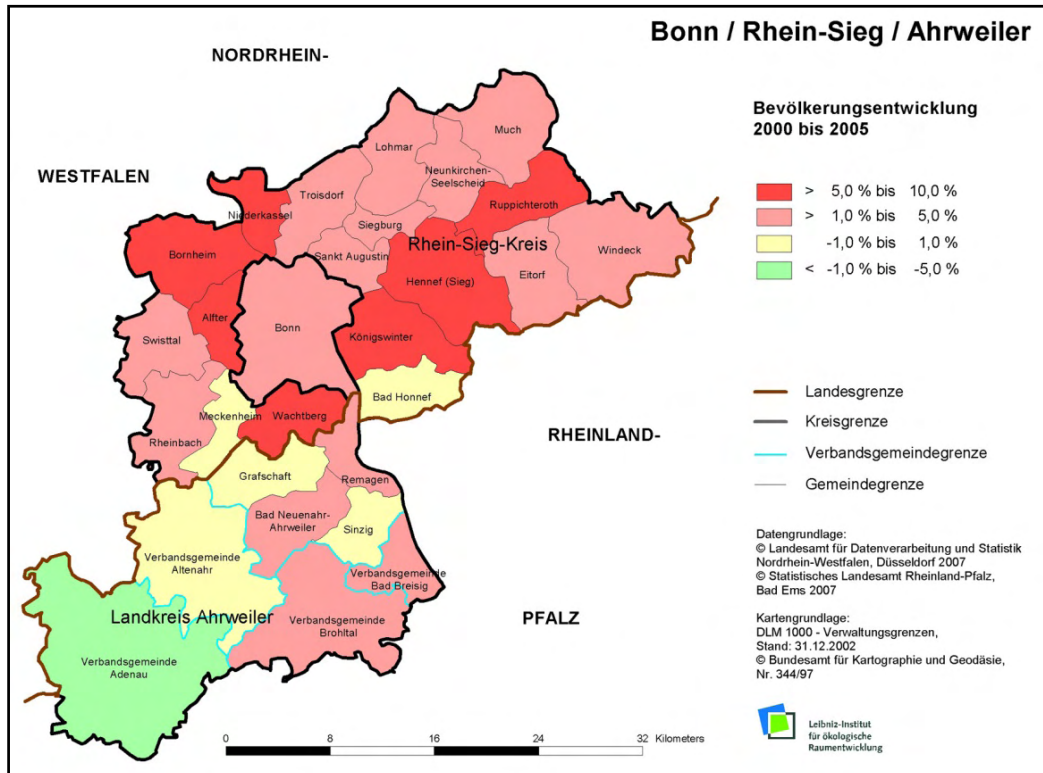 Bonn / Rhein-Sieg / Ahrweiler
NORDRHEIN-
WESTFALEN
Much
Lohmar
Neunkirchen-
Seelscheid
Troisdorf
Ruppichteroth
Niederkassel
Siegburg
Rhein-Sieg-Kreis
Windeck
Bornheim
Sankt Augustin
Hennef (Sieg)
Eitorf
Alfter
Bonn
Königswinter
Swisttal
Bad Honnef
Meckenheim
Wachtberg
Rheinbach
RHEINLAND-
Grafschaft
Remagen
Bad Neuenahr-
Ahrweiler
Sinzig
Verbandsgemeinde
Altenahr
Verbandsgemeinde
Bad Breisig
Landkreis Ahrweiler
Verbandsgemeinde
Brohltal
PFALZ
Verbandsgemeinde
Adenau
0 8 16 24 32 Kilometers
Bevölkerungsentwicklung
2000 bis 2005
> 5,0 % bis 10,0 %
> 1,0 % bis 5,0 %
-1,0 % bis 1,0 %
< -1,0 % bis -5,0 %
Landesgrenze
Kreisgrenze
Verbandsgemeindegrenze
Gemeindegrenze
Datengrundlage:
© Landesamt für Datenverarbeitung und Statistik
Nordrhein-Westfalen, Düsseldorf 2007
© Statistisches Landesamt Rheinland-Pfalz,
Bad Ems 2007
Kartengrundlage:
DLM 1000 - Verwaltungsgrenzen,
Stand: 31.12.2002
© Bundesamt für Kartographie und Geodäsie,
Nr. 344/97
Leibniz-Institut
für ökologische
Raumentwicklung